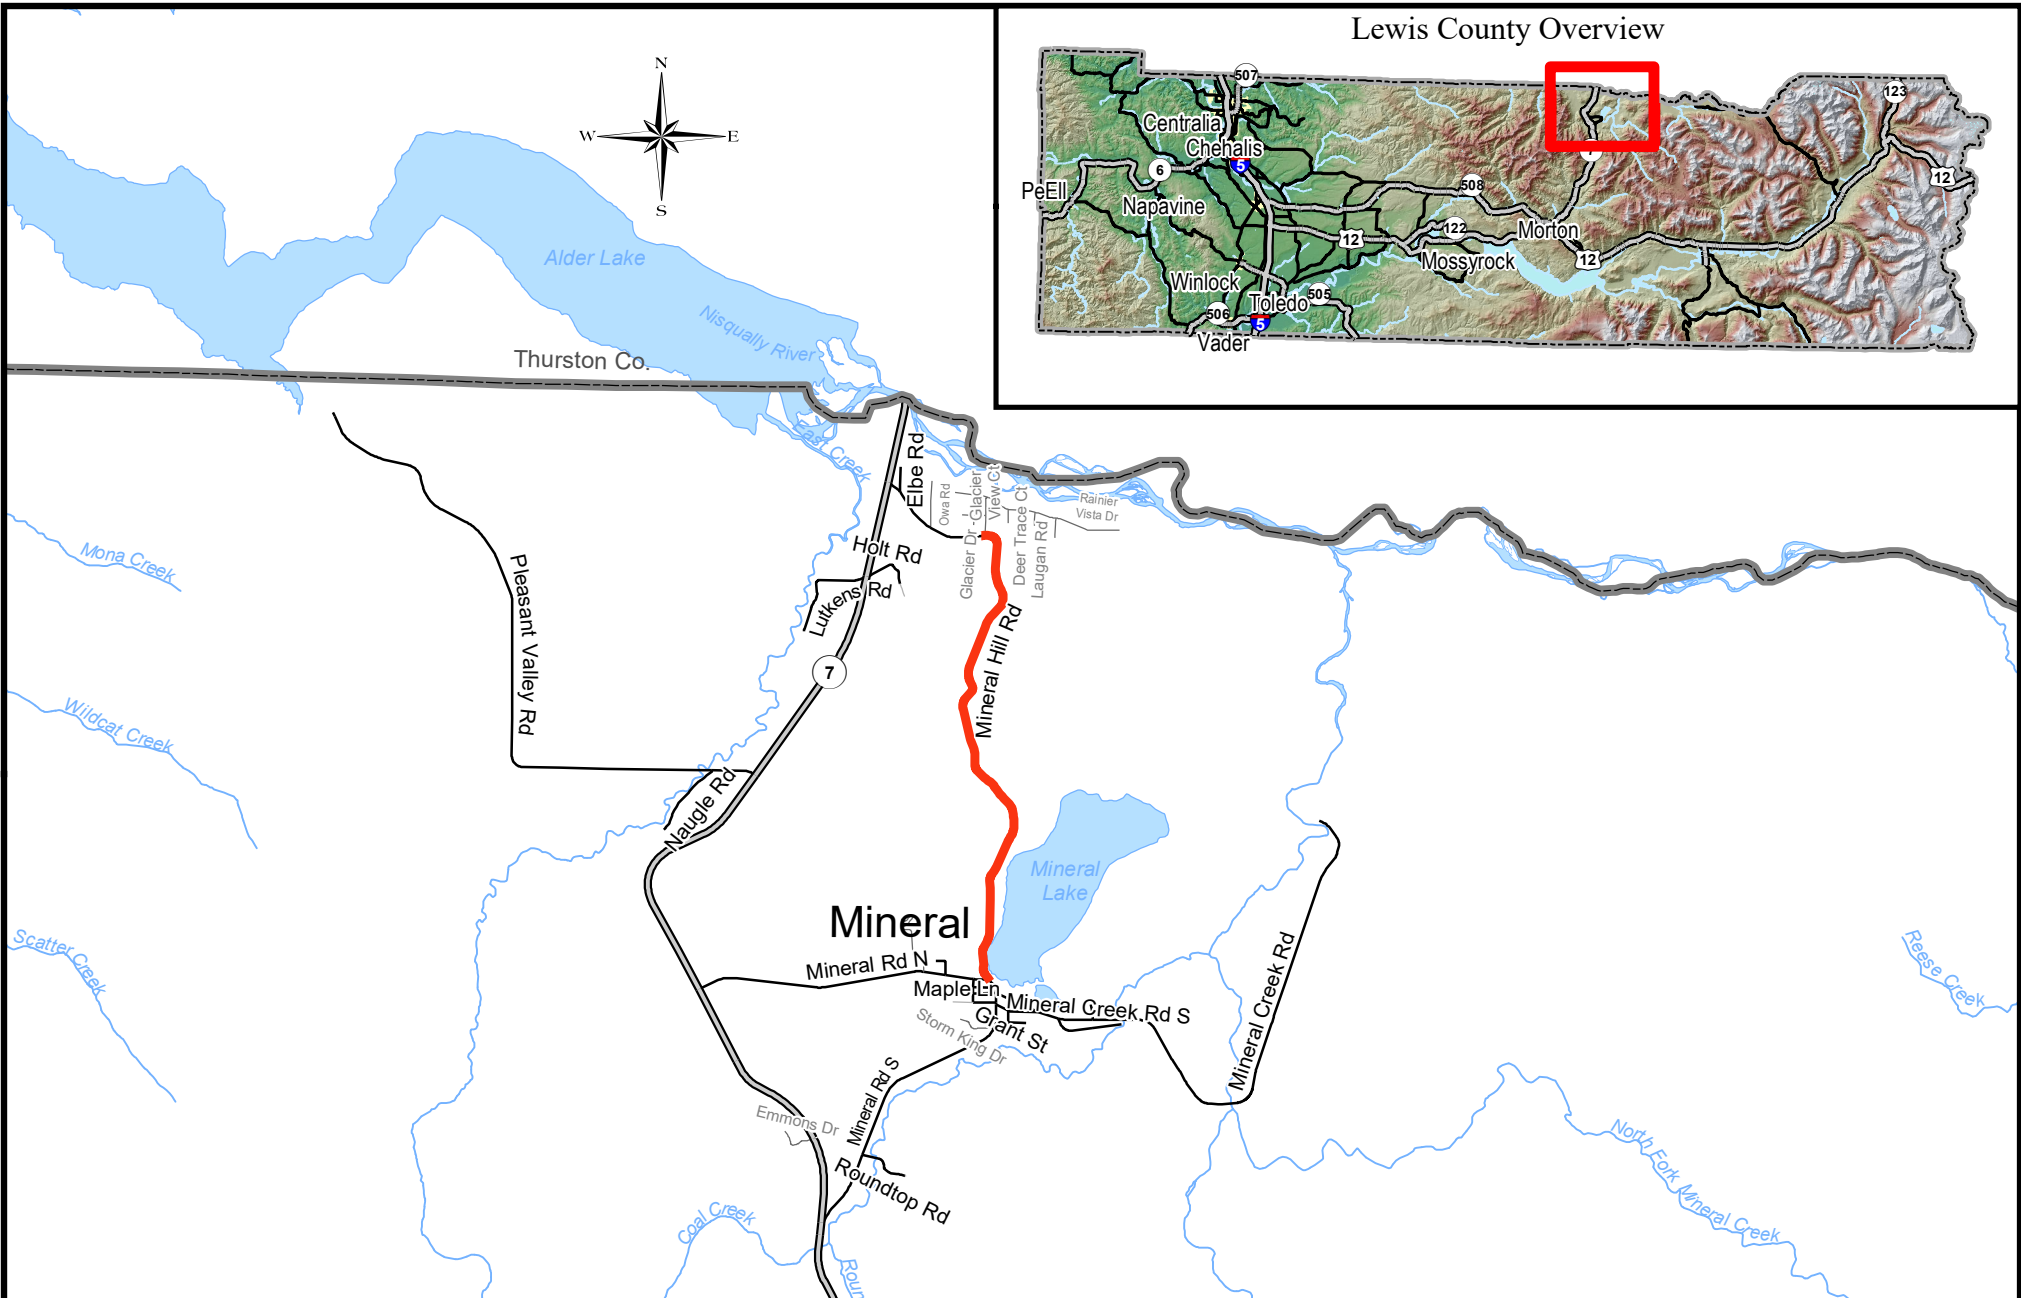 Lewis County Overview
507
123
Centralia
Chehalis
5
7
6
PeEll
508
12
Napavine
122
Morton
12
Mossyrock
12
Winlock
Toledo
505
506
5
Vader
N
W
E
S
Alder Lake
Nisqually River
Thurston Co.
East Creek
Elbe Rd
Owa Rd
Glacier
View Ct
Glacier Dr
Deer Trace Ct
Laugan Rd
Rainier
Vista Dr
Mona Creek
Pleasant Valley Rd
Holt Rd
Lutkens Rd
7
Mineral Hill Rd
Wildcat Creek
Naugle Rd
Mineral
Lake
Mineral
Scatter Creek
Mineral Rd N
Maple Ln
Mineral Creek Rd S
Grant St
Storm King Dr
Mineral Creek Rd
Reese Creek
Mineral Rd S
Emmons Dr
Roundtop Rd
Coal Creek
North Fork Mineral Creek
Roun